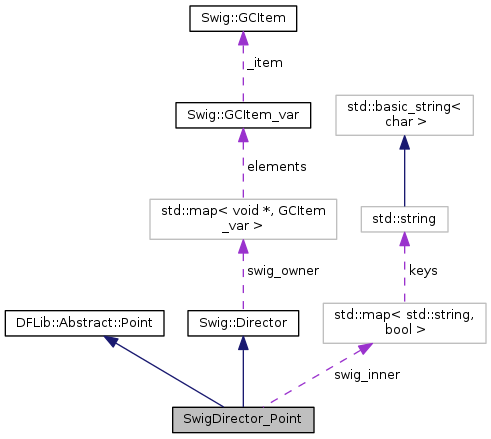 Swig::GCItem
_item
Swig::GCItem_var
std::basic_string<
char >
elements
std::map< void *, GCItem
_var >
std::string
swig_owner
keys
DFLib::Abstract::Point
Swig::Director
std::map< std::string,
bool >
swig_inner
SwigDirector_Point